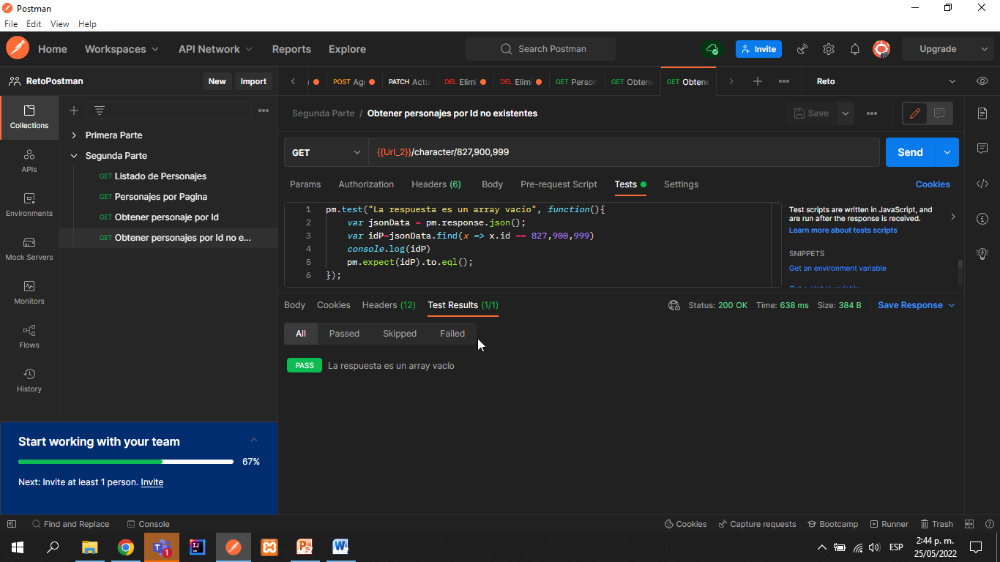 Postman
File Edit View Help
Home Workspaces API Network Reports Explore
Search Postman
Invite
Upgrade
RetoPostman
New Import
POST Agr
PATCH Actu
DEL Elimi
DEL Elimi
GET Person
GET Obtene
GET Obtene
Reto
Collections
APIs
Environments
Mock Servers
Monitors
Flows
History
Primera Parte
Segunda Parte
GET Listado de Personajes
GET Personajes por Pagina
GET Obtener personaje por Id
GET Obtener personajes por Id no e...
Segunda Parte / Obtener personajes por Id no existentes
Save
GET
{{Url_2}}/character/827,900,999
Send
Params Authorization Headers (6) Body Pre-request Script Tests Settings
Cookies
1 pm.test("La respuesta es un array vacío", function(){
2 var jsonData = pm.response.json();
3 var idP=jsonData.find(x => x.id == 827,900,999)
4 console.log(idP)
5 pm.expect(idP).to.eql();
6 });
Test scripts are written in JavaScript, and
are run after the response is received.
Learn more about tests scripts
SNIPPETS
Get an environment variable
Body Cookies Headers (12) Test Results (1/1)
Status: 200 OK Time: 638 ms Size: 384 B
Save Response
All Passed Skipped Failed
PASS La respuesta es un array vacío
Start working with your team
67%
Next: Invite at least 1 person. Invite
Find and Replace Console
Cookies Capture requests Bootcamp Runner Trash
1
ESP
2:44 p. m.
25/05/2022